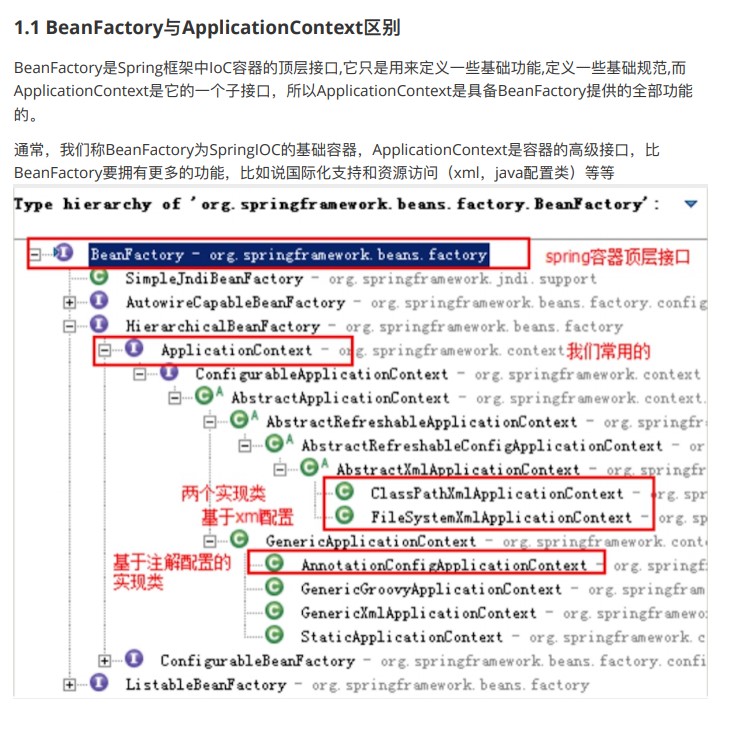 1.1 BeanFactory与ApplicationContext区别
BeanFactory是Spring框架中IoC容器的顶层接口,它只是用来定义一些基础功能,定义一些基础规范,而
ApplicationContext是它的一个子接口，所以ApplicationContext是具备BeanFactory提供的全部功能
的。
通常，我们称BeanFactory为SpringIOC的基础容器，ApplicationContext是容器的高级接口，比
BeanFactory要拥有更多的功能，比如说国际化支持和资源访问（xml，java配置类）等等
Type hierarchy of 'org.springframework.beans.factory.BeanFactory':
BeanFactory - org.springframework.beans.factory spring容器顶层接口
SimpleJndiBeanFactory - org.springframework.jndi.support
AutowireCapableBeanFactory - org.springframework.beans.factory.config
HierarchicalBeanFactory - org.springframework.beans.factory
ApplicationContext - org.springframework.context 我们常用的
ConfigurableApplicationContext - org.springframework.context
AbstractApplicationContext - org.springframework.context.
AbstractRefreshableApplicationContext - org.springfr
AbstractRefreshableConfigApplicationContext - or
AbstractXmlApplicationContext - org.springfr
两个实现类 ClassPathXmlApplicationContext - org.spr
基于xml配置 FileSystemXmlApplicationContext - org.sp
GenericApplicationContext - org.springframework.cont
基于注解配置的 AnnotationConfigApplicationContext - org.springf
实现类 GenericGroovyApplicationContext - org.springfram
GenericXmlApplicationContext - org.springframewo
StaticApplicationContext - org.springframework.c
ConfigurableBeanFactory - org.springframework.beans.factory.confi
ListableBeanFactory - org.springframework.beans.factory